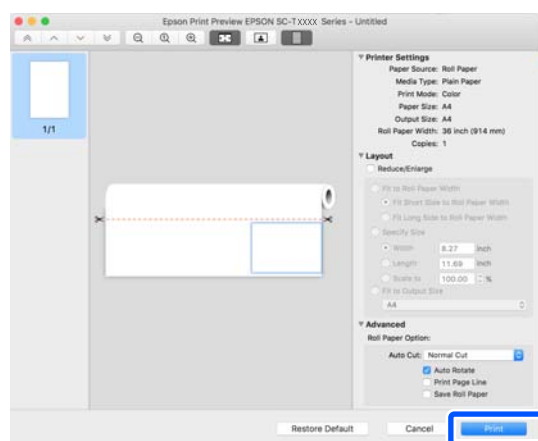 Epson Print Preview EPSON SC-TXXXX Series - Untitled
1/1
Printer Settings
Paper Source: Roll Paper
Media Type: Plain Paper
Print Mode: Color
Paper Size: A4
Output Size: A4
Roll Paper Width: 36 inch (914 mm)
Copies: 1
Layout
Reduce/Enlarge
Fit to Roll Paper Width
Fit Short Side to Roll Paper Width
Fit Long Side to Roll Paper Width
Specify Size
Width 8.27 inch
Length 11.69 inch
Scale to 100.00 %
Fit to Output Size
A4
Advanced
Roll Paper Option:
Auto Cut: Normal Cut
Auto Rotate
Print Page Line
Save Roll Paper
Restore Default Cancel Print